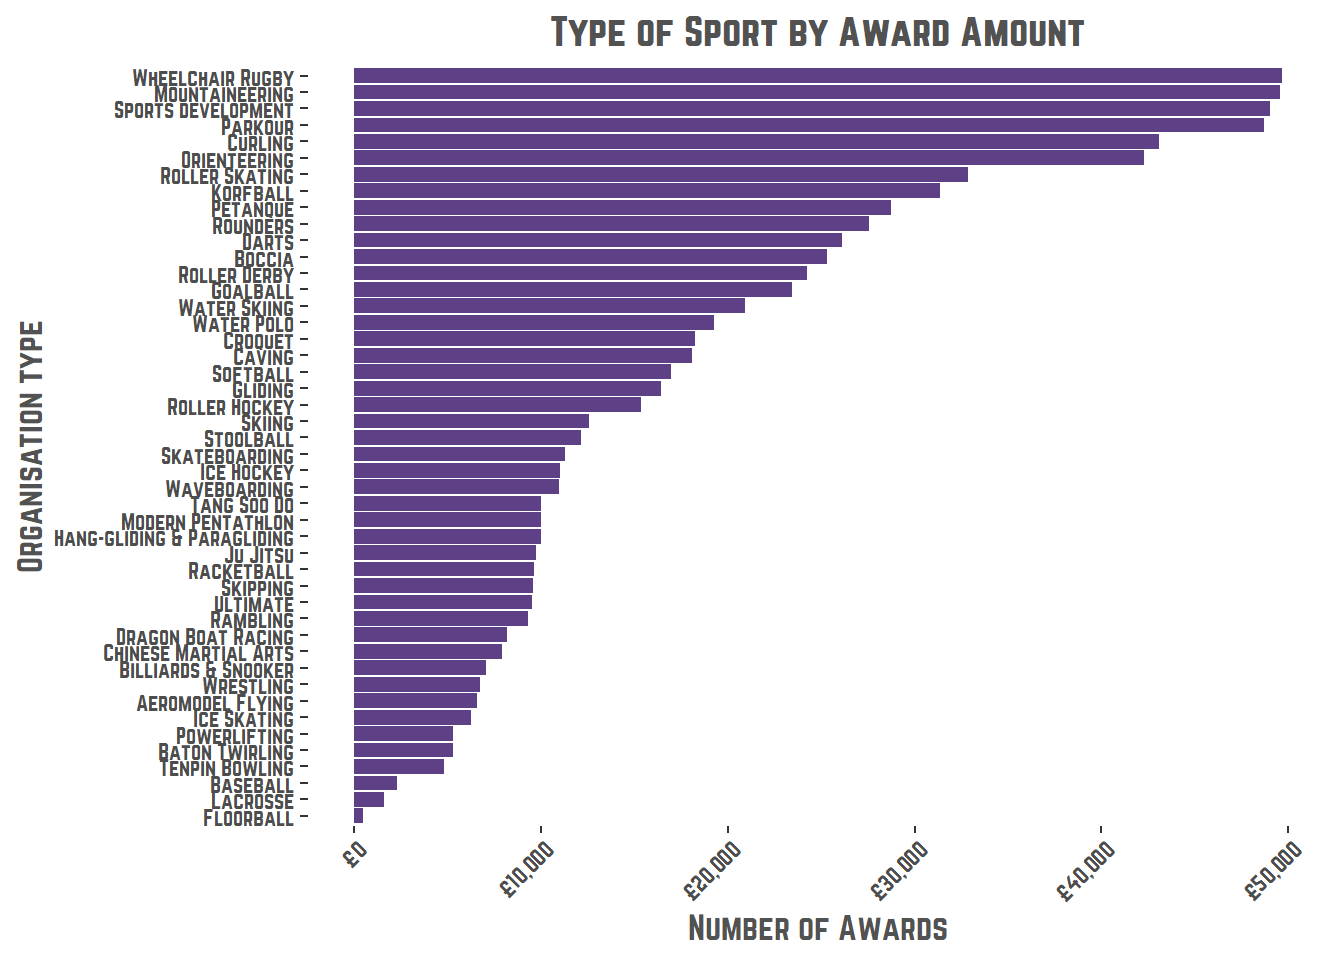 Type of Sport by Award Amount
Wheelchair Rugby
Mountaineering
Sports development
Parkour
Curling
Orienteering
Roller Skating
Korfball
Petanque
Rounders
Darts
Boccia
Roller Derby
Goalball
Water Skiing
Water Polo
Croquet
Caving
Softball
Gliding
Roller Hockey
Skiing
Stoolball
Skateboarding
Ice Hockey
Waveboarding
Tang Soo Do
Modern Pentathlon
Hang-gliding & Paragliding
Ju Jitsu
Racketball
Skipping
Ultimate
Rambling
Dragon Boat Racing
Chinese Martial Arts
Billiards & Snooker
Wrestling
Aeromodel Flying
Ice Skating
Powerlifting
Baton Twirling
Tenpin Bowling
Baseball
Lacrosse
Floorball
Organisation type
£0
£10,000
£20,000
£30,000
£40,000
£50,000
Number of Awards